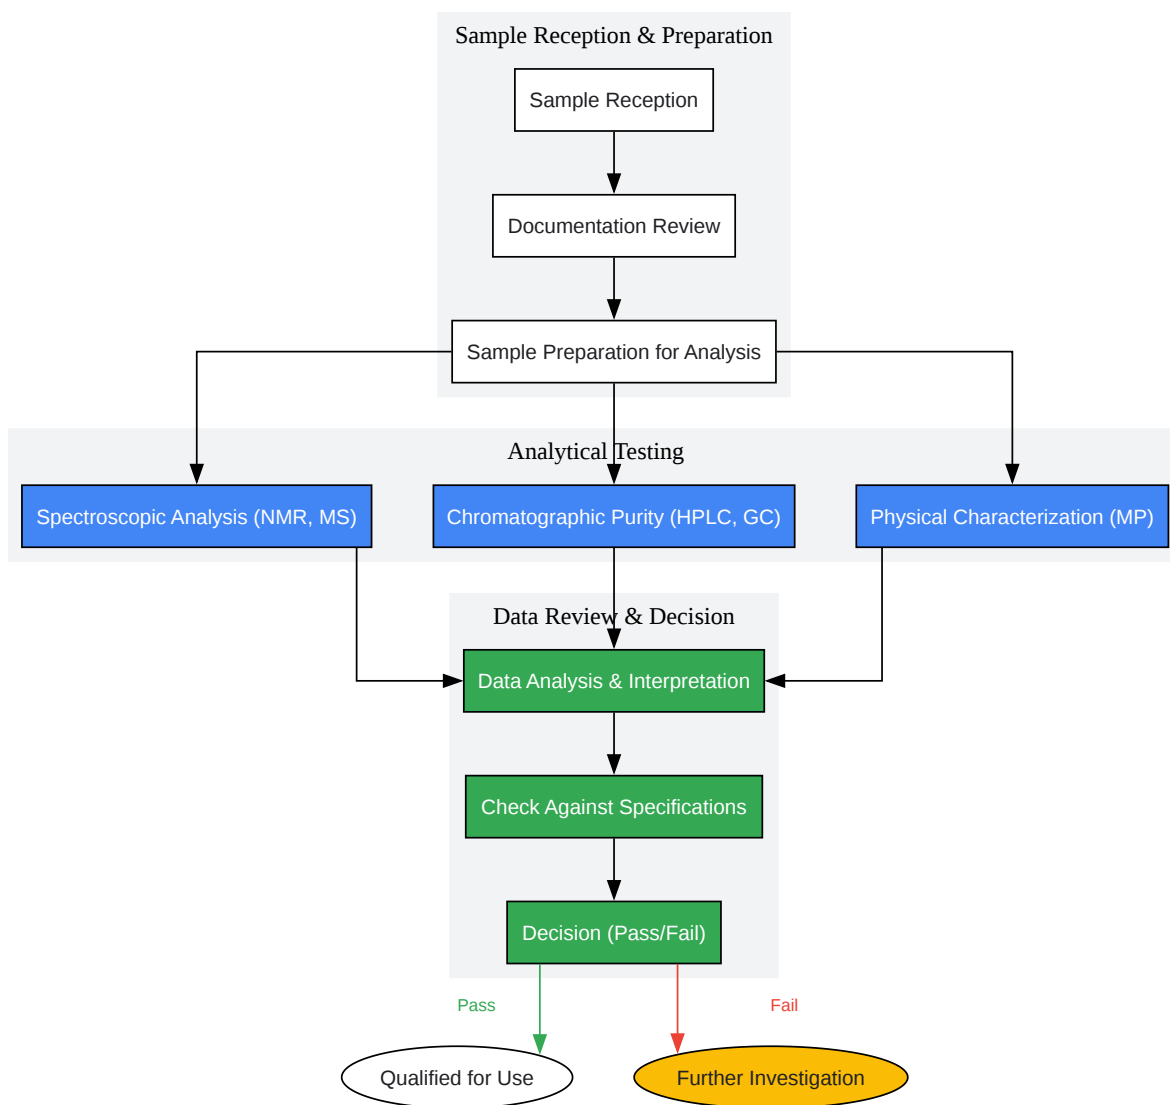 Sample Reception & Preparation
Sample Reception
Documentation Review
Sample Preparation for Analysis
Analytical Testing
Spectroscopic Analysis (NMR, MS)
Chromatographic Purity (HPLC, GC)
Physical Characterization (MP)
Data Review & Decision
Data Analysis & Interpretation
Check Against Specifications
Decision (Pass/Fail)
Pass
Fail
Qualified for Use
Further Investigation